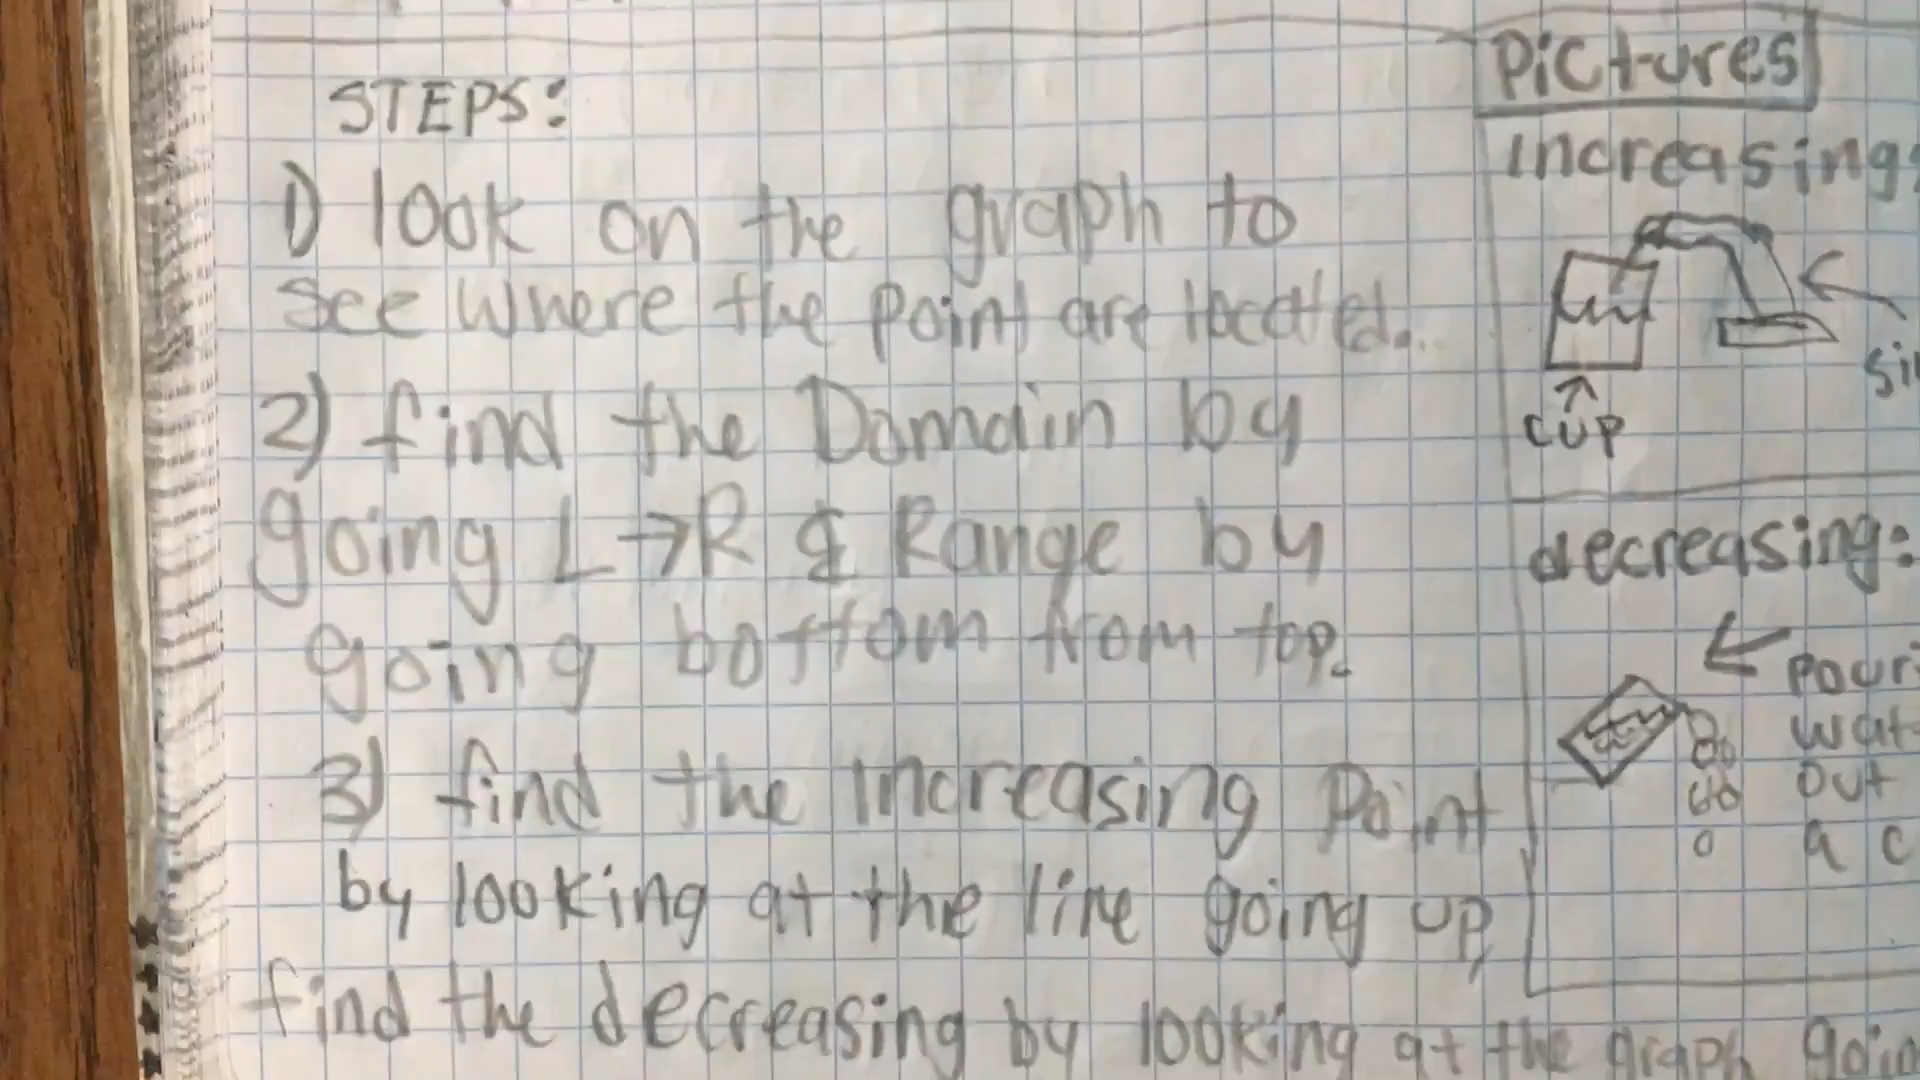 STEPS:
1) look on the graph to
see where the point are located.
2) find the Domain by
going L → R & Range by
going bottom from top.
3) find the increasing Point
by looking at the line going up,
find the decreasing by looking at the graph
Pictures
increasing:
cup
decreasing:
← pour
out
a c